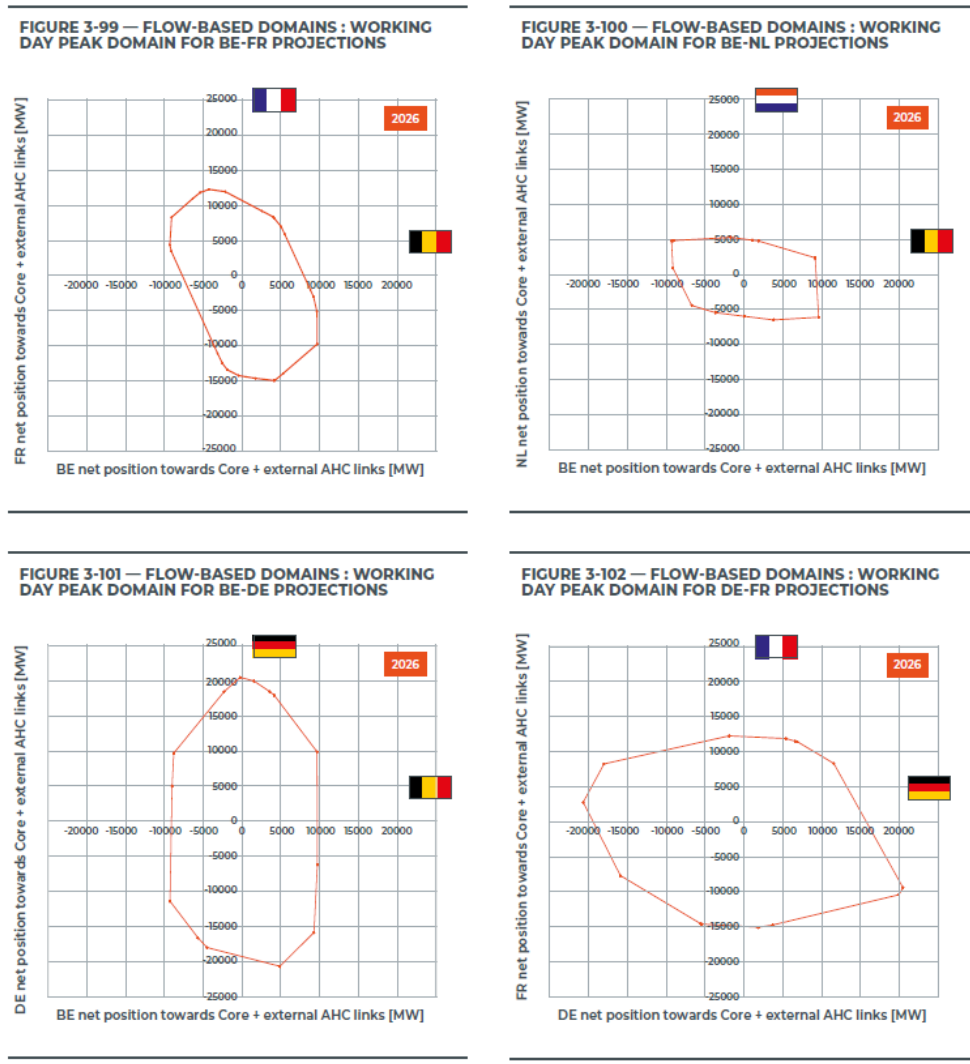 FIGURE 3-99 — FLOW-BASED DOMAINS : WORKING
DAY PEAK DOMAIN FOR BE-FR PROJECTIONS
FR net position towards Core + external AHC links [MW]
2026
25000
20000
15000
10000
5000
0
-20000 -15000 -10000 -5000 0 5000 10000 15000 20000
-5000
-10000
-15000
-20000
-25000
BE net position towards Core + external AHC links [MW]
FIGURE 3-100 — FLOW-BASED DOMAINS : WORKING
DAY PEAK DOMAIN FOR BE-NL PROJECTIONS
NL net position towards Core + external AHC links [MW]
2026
25000
20000
15000
10000
5000
0
-20000 -15000 -10000 -5000 0 5000 10000 15000 20000
-5000
-10000
-15000
-20000
-25000
BE net position towards Core + external AHC links [MW]
FIGURE 3-101 — FLOW-BASED DOMAINS : WORKING
DAY PEAK DOMAIN FOR BE-DE PROJECTIONS
DE net position towards Core + external AHC links [MW]
2026
25000
20000
15000
10000
5000
0
-20000 -15000 -10000 -5000 0 5000 10000 15000 20000
-5000
-10000
-15000
-20000
-25000
BE net position towards Core + external AHC links [MW]
FIGURE 3-102 — FLOW-BASED DOMAINS : WORKING
DAY PEAK DOMAIN FOR DE-FR PROJECTIONS
FR net position towards Core + external AHC links [MW]
2026
25000
20000
15000
10000
5000
0
-20000 -15000 -10000 -5000 0 5000 10000 15000 20000
-5000
-10000
-15000
-20000
-25000
DE net position towards Core + external AHC links [MW]